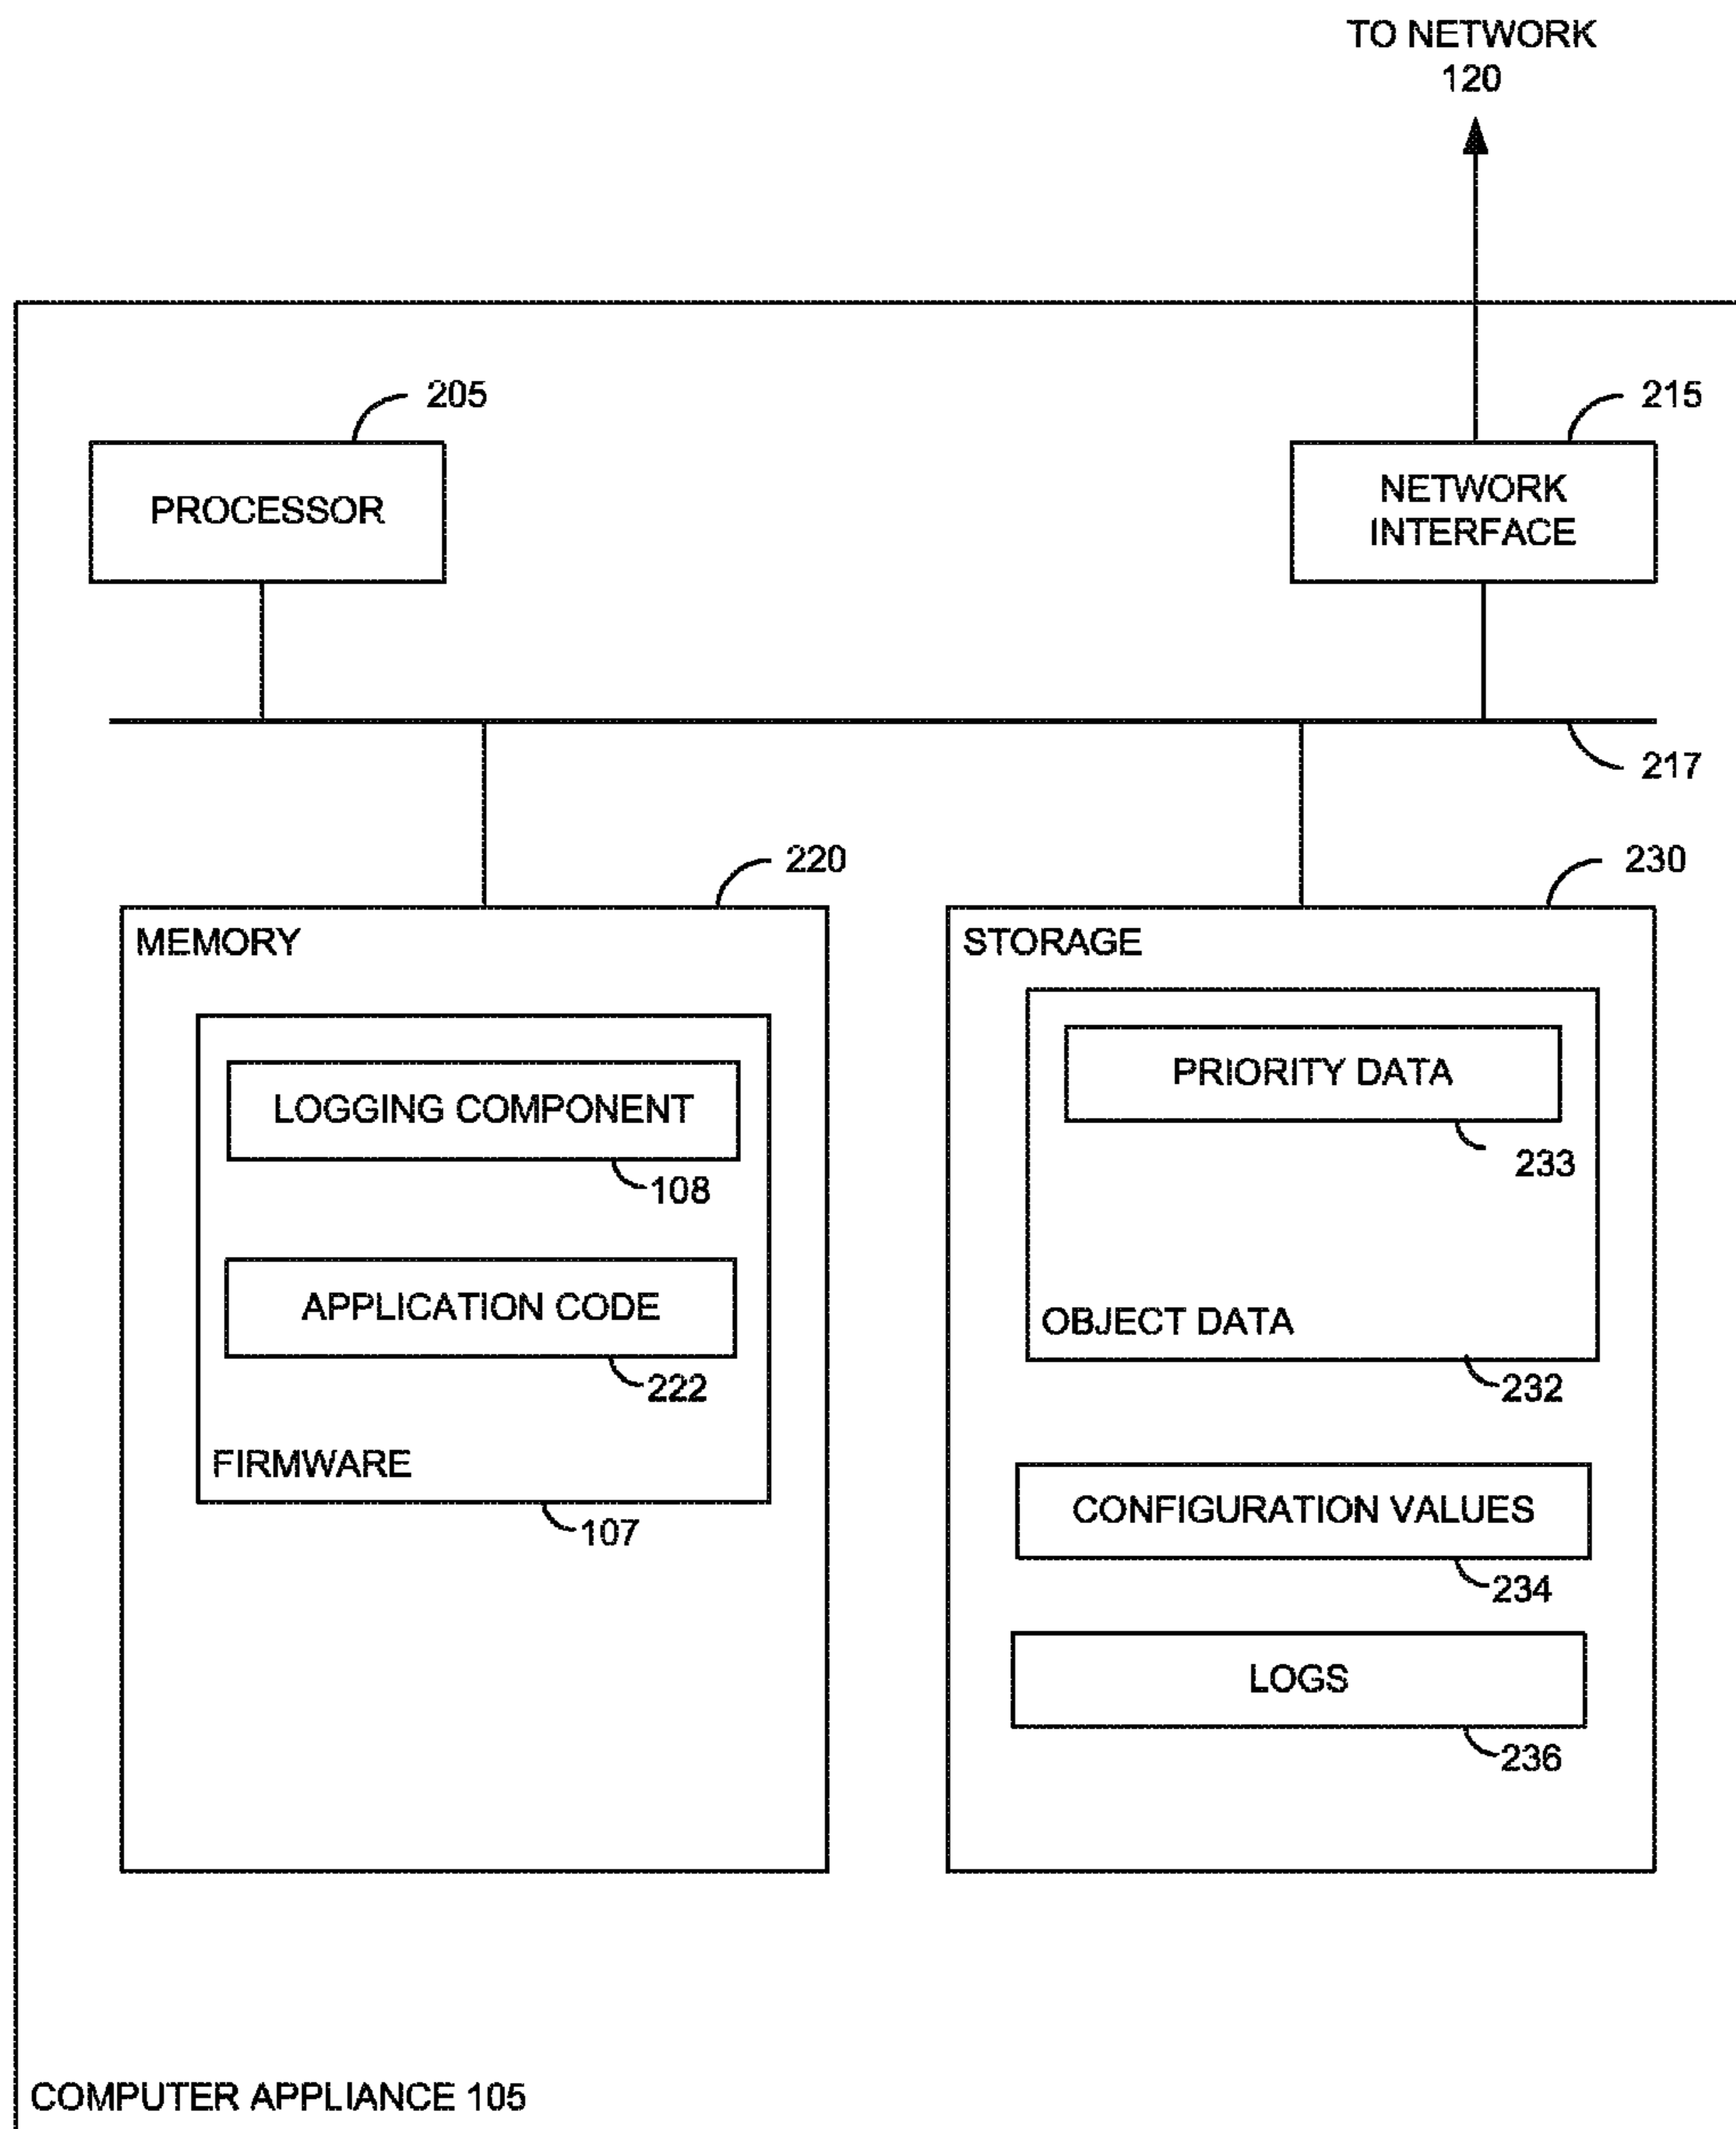 TO NETWORK
120
205
215
PROCESSOR
NETWORK
INTERFACE
217
220
230
MEMORY
STORAGE
LOGGING COMPONENT
108
APPLICATION CODE
222
FIRMWARE
107
PRIORITY DATA
233
OBJECT DATA
232
CONFIGURATION VALUES
234
LOGS
236
COMPUTER APPLIANCE 105